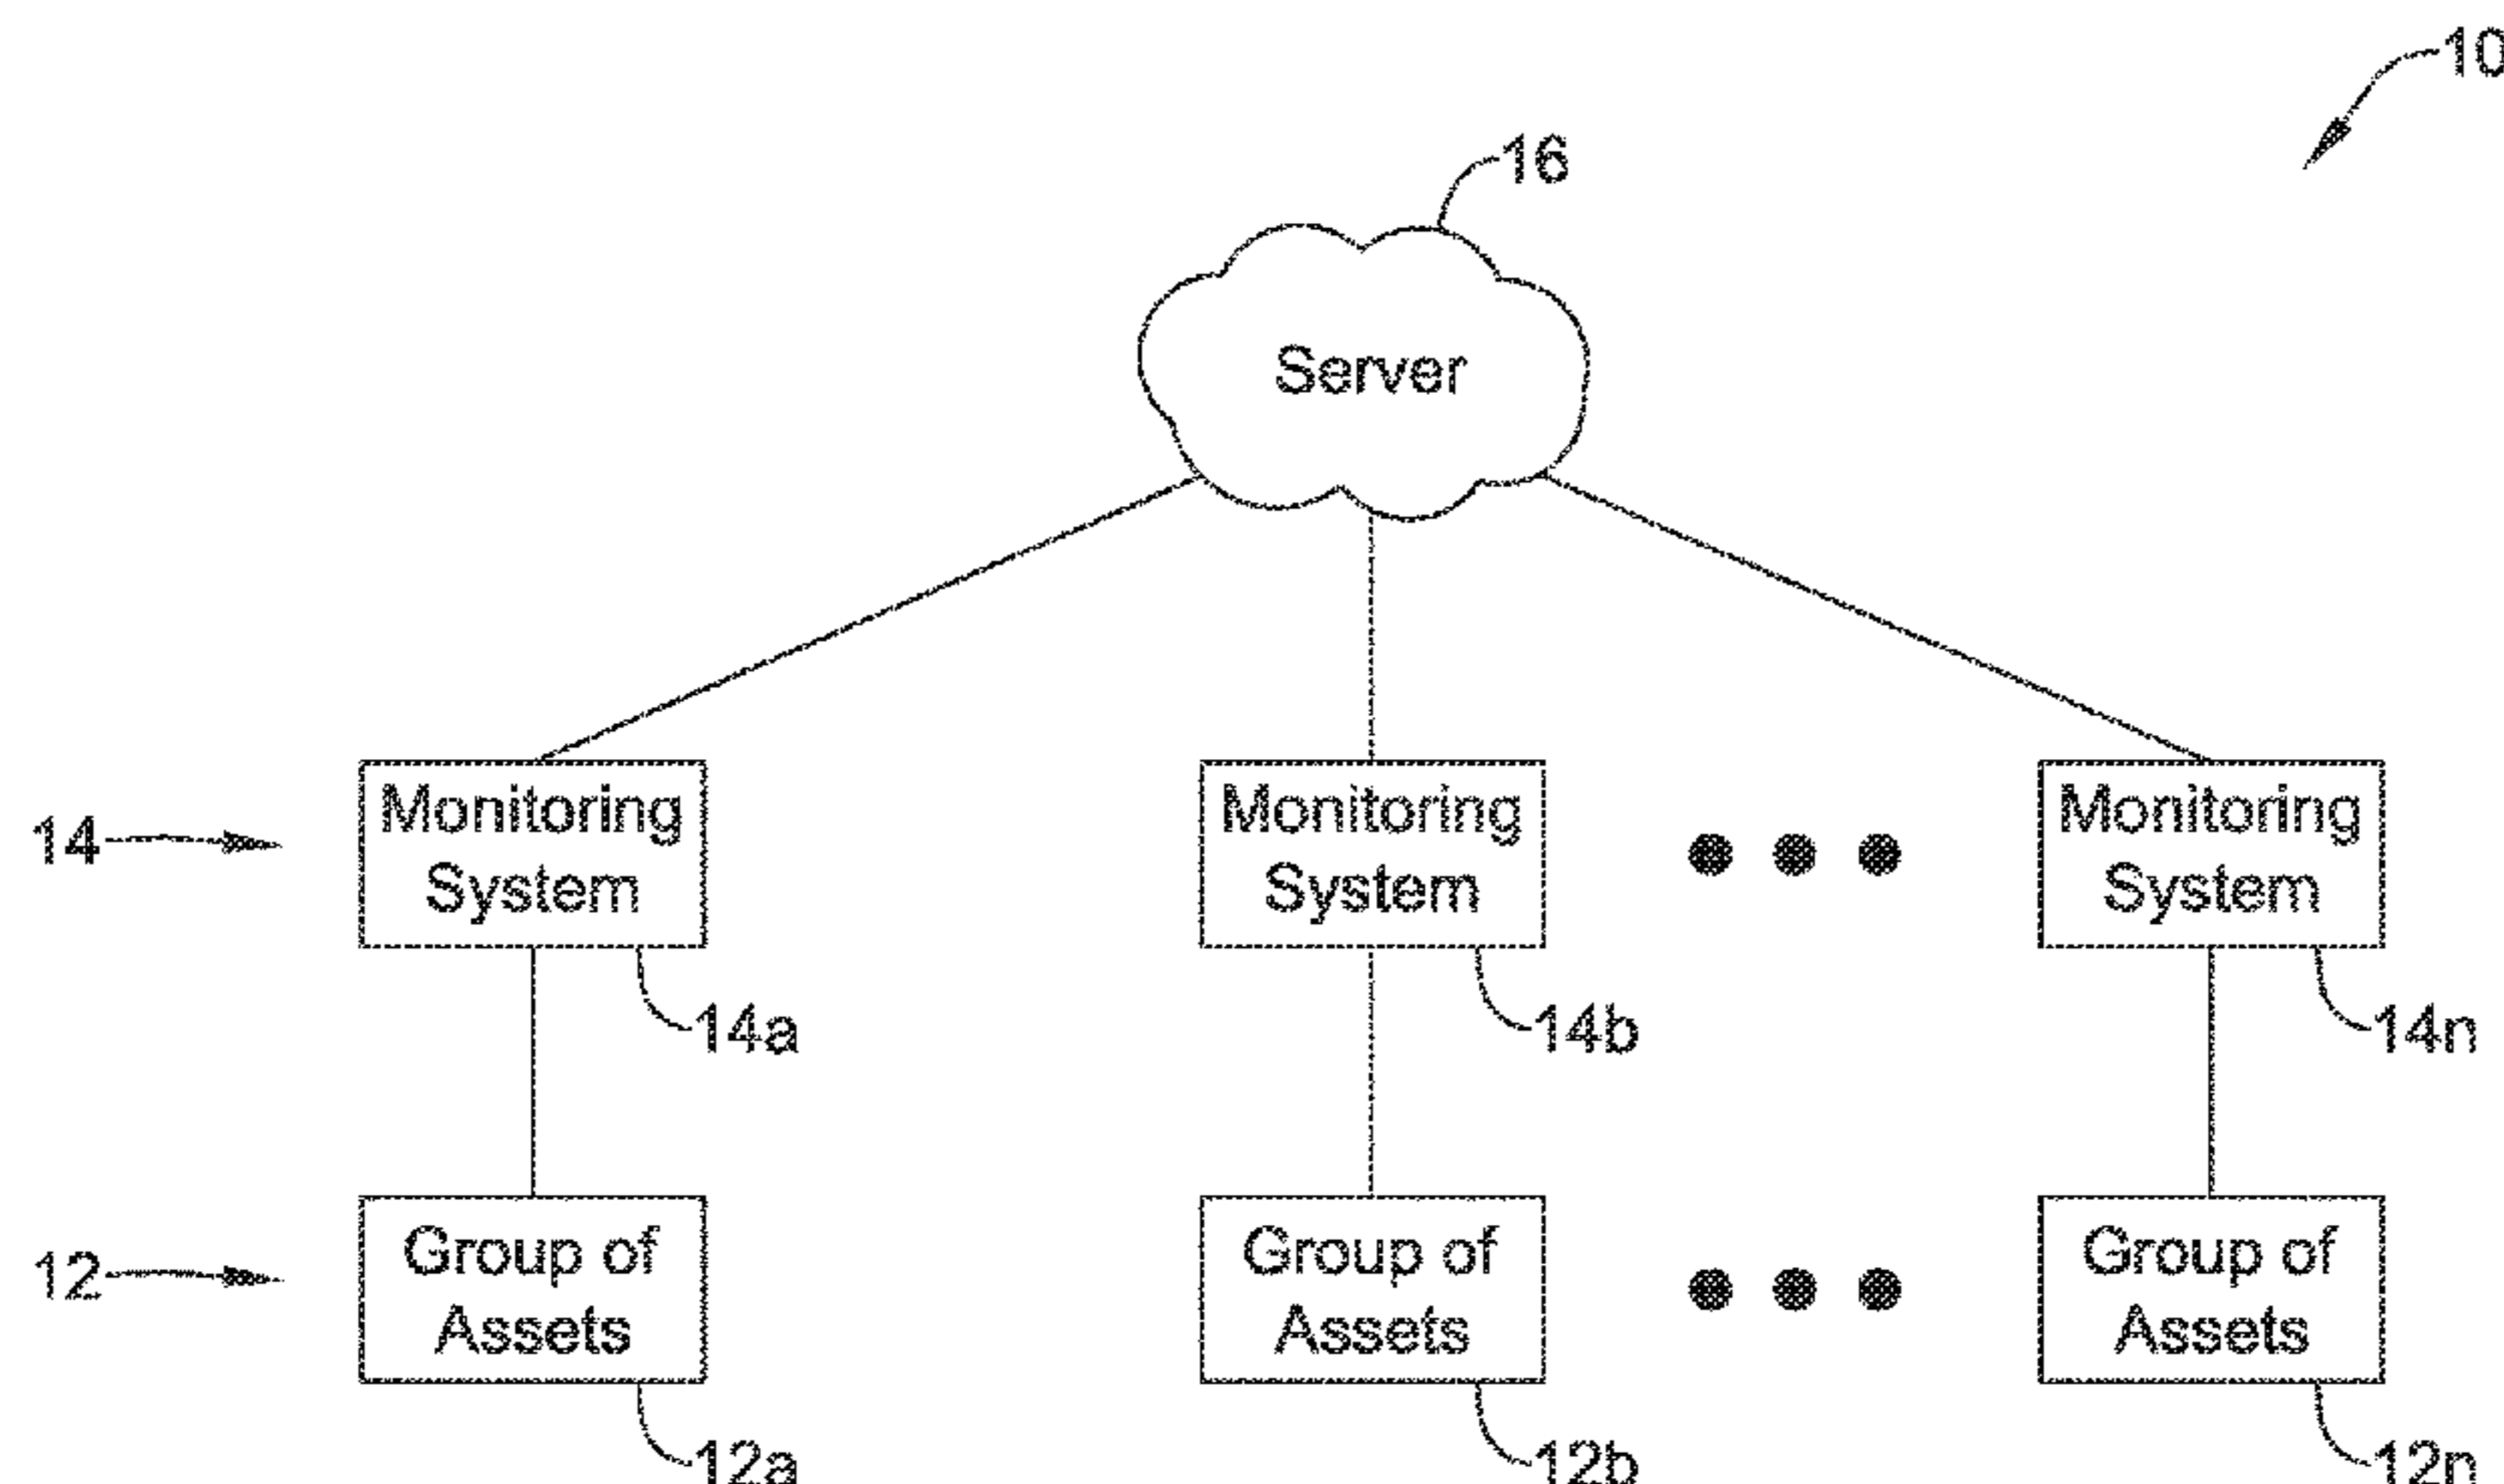 10
16
Server
14
Monitoring
System
Monitoring
System
Monitoring
System
14a
14b
14n
12
Group of
Assets
Group of
Assets
Group of
Assets
12a
12b
12n